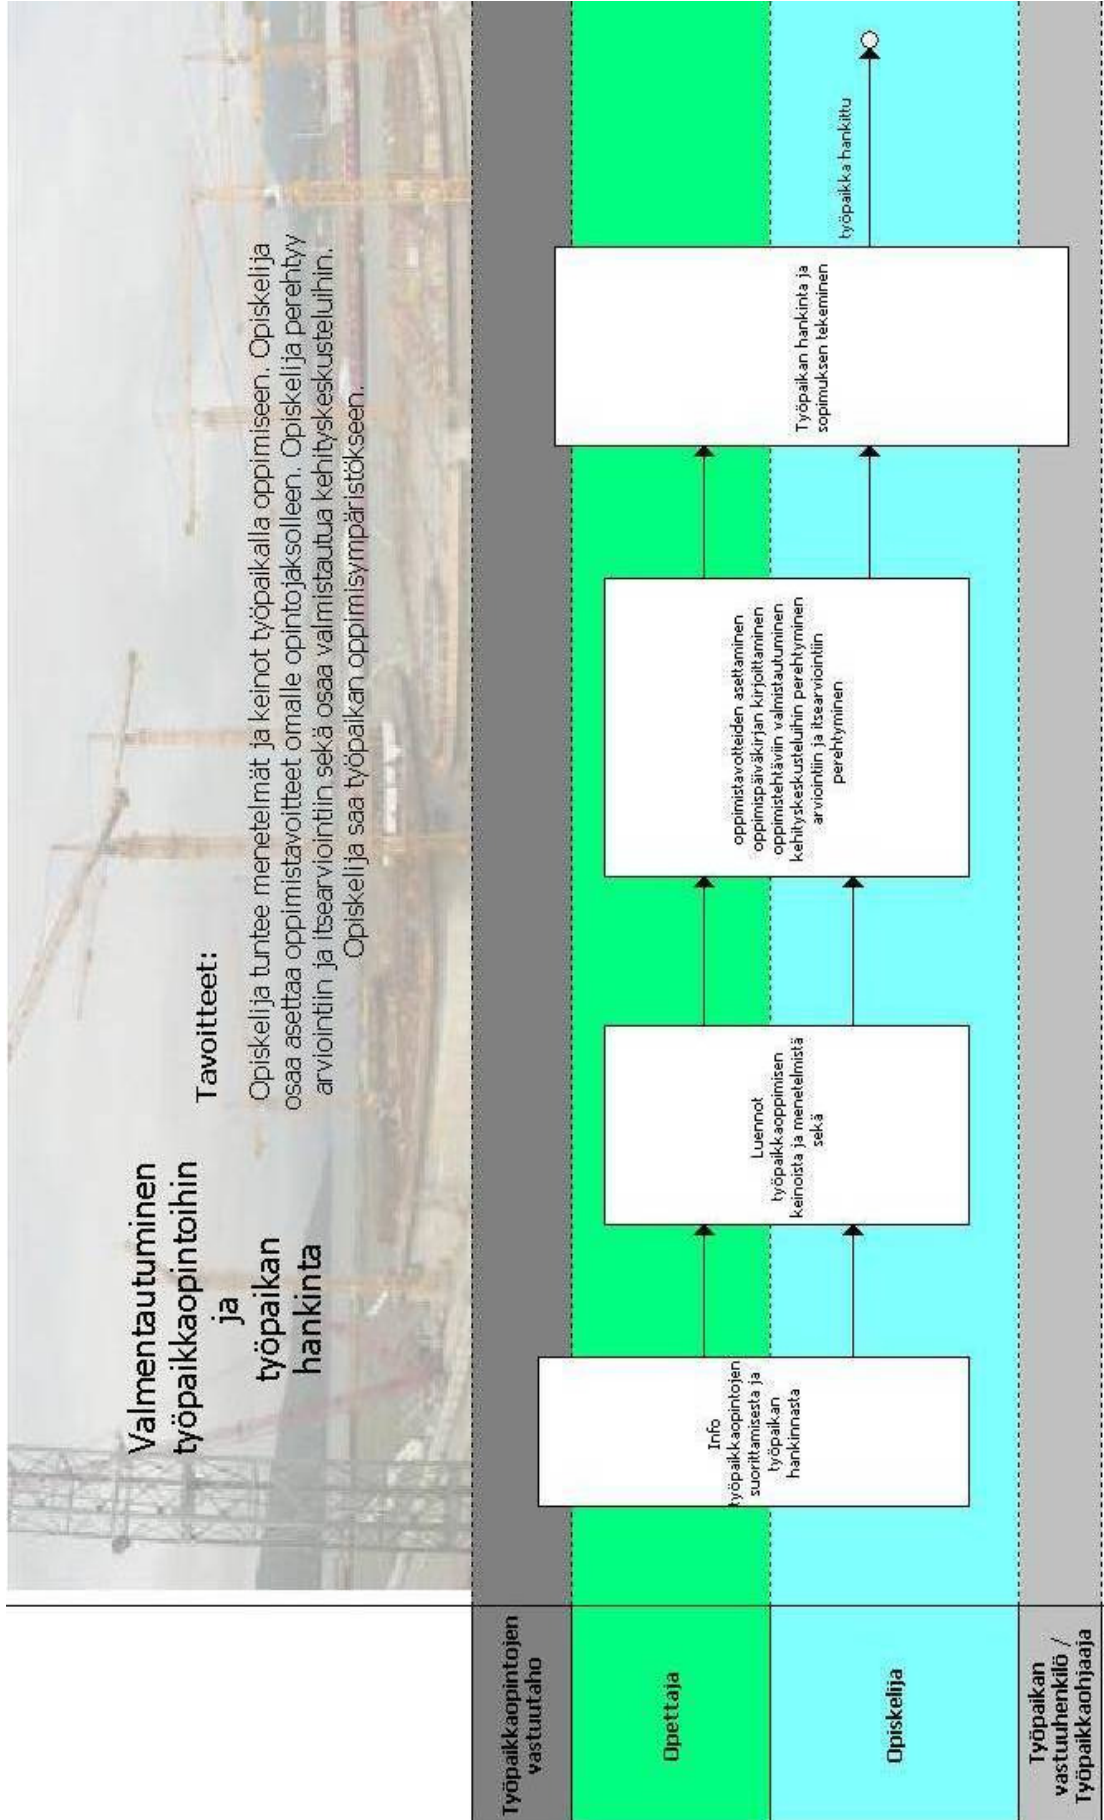 Valmentautuminen
työpaikkaopintoihin
ja
työpaikan
hankinta
Tavoitteet:
Opiskelija tuntee menetelmät ja keinot työpaikalla oppimiseen. Opiskelija
osaa asettaa oppimistavoitteet omalle opintojaksolleen. Opiskelija perehtyy
arviointiin ja itsearviointiin sekä osaa valmistautua kehityskeskusteluihin.
Opiskelija saa työpaikan oppimisympäristökseen.
Työpaikkaopintojen
vastuutaho
Opettaja
Opiskelija
Työpaikan
vastuuhenkilö /
Työpaikkaohjaaja
Info
työpaikkaopintojen
suorittamisesta ja
työpaikan
hankinnasta
Luennot
työpaikkaoppimisen
keinoista ja menetelmistä
sekä
oppimistavotteiden asettaminen
oppimispäiväkirjan kirjoittaminen
oppimistehtäviin valmistautuminen
kehityskeskusteluihin perehtyminen
arviointiin ja itsearviointiin
perehtyminen
Työpaikan hankinta ja
sopimuksen tekeminen
työpaikka hankittu